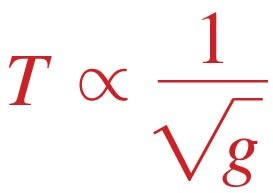 T ∝ 1/√g